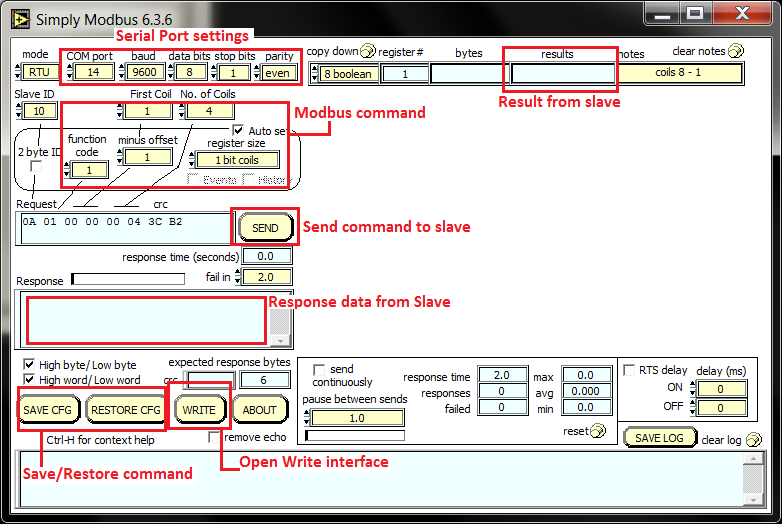 Simply Modbus 6.3.6
Serial Port settings
mode COM port baud data bits stop bits parity copy down register# bytes results notes clear notes
RTU 14 9600 8 1 even 8 boolean 1 coils 8 - 1
Slave ID First Coil No. of Coils Result from slave
10 1 4
Modbus command
Auto set
function code minus offset register size
2 byte ID 1 1 1 bit coils
Events History
Request crc
0A 01 00 00 00 04 3C B2 SEND Send command to slave
response time (seconds) 0.0
Response fail in 2.0
Response data from Slave
High byte/Low byte expected response bytes
High word/Low word crc 6
SAVE CFG RESTORE CFG WRITE ABOUT
Ctrl-H for context help remove echo
send continuously response time 2.0 max 0.0
pause between sends responses 0 avg 0.000
1.0 failed 0 min 0.0
reset
RTS delay delay (ms)
ON 0
OFF 0
SAVE LOG clear log
Save/Restore command Open Write interface